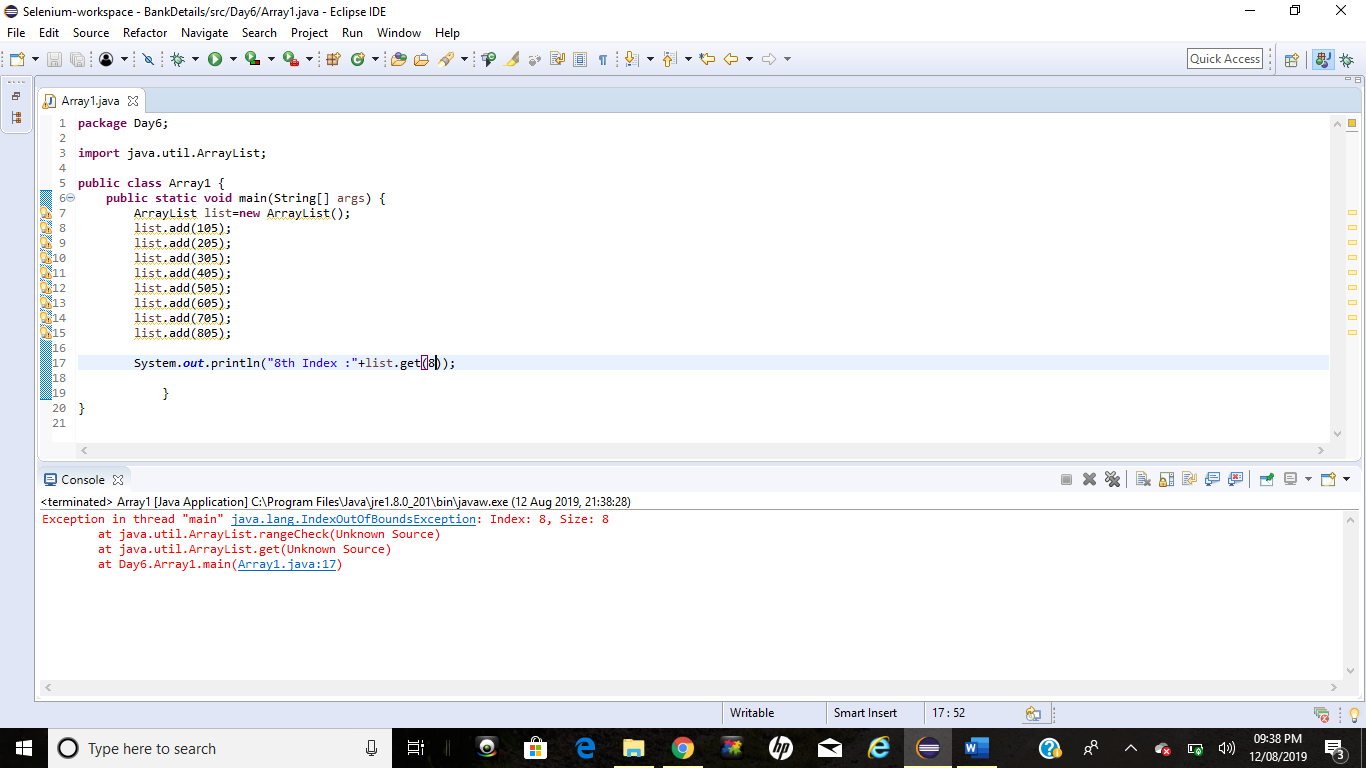 Selenium-workspace - BankDetails/src/Day6/Array1.java - Eclipse IDE
File Edit Source Refactor Navigate Search Project Run Window Help
Quick Access
Array1.java
1 package Day6;
2
3 import java.util.ArrayList;
4
5 public class Array1 {
6 public static void main(String[] args) {
7 ArrayList list=new ArrayList();
8 list.add(105);
9 list.add(205);
10 list.add(305);
11 list.add(405);
12 list.add(505);
13 list.add(605);
14 list.add(705);
15 list.add(805);
16
17 System.out.println("8th Index :"+list.get(8));
18
19 }
20 }
21
Console
<terminated> Array1 [Java Application] C:\Program Files\Java\jre1.8.0_201\bin\javaw.exe (12 Aug 2019, 21:38:28)
Exception in thread "main" java.lang.IndexOutOfBoundsException: Index: 8, Size: 8
at java.util.ArrayList.rangeCheck(Unknown Source)
at java.util.ArrayList.get(Unknown Source)
at Day6.Array1.main(Array1.java:17)
Writable Smart Insert 17 : 52
Type here to search
hp
W
09:38 PM
12/08/2019
3